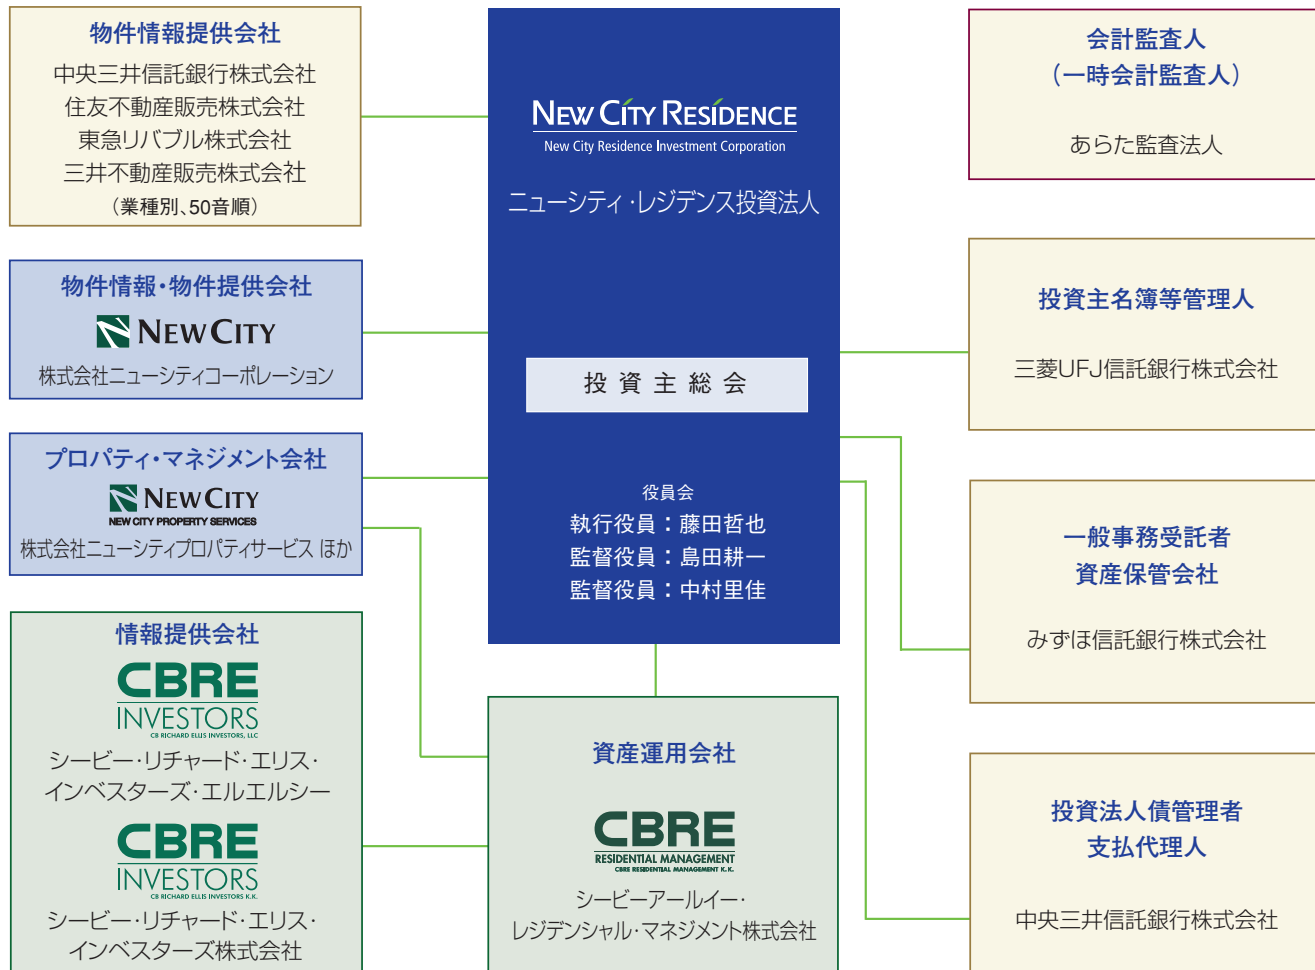 物件情報提供会社
中央三井信託銀行株式会社
住友不動産販売株式会社
東急リバブル株式会社
三井不動産販売株式会社
（業種別、50音順）
物件情報・物件提供会社
NEW CITY
株式会社ニューシティコーポレーション
プロパティ・マネジメント会社
NEW CITY
NEW CITY PROPERTY SERVICES
株式会社ニューシティプロパティサービス ほか
情報提供会社
CBRE
INVESTORS
CB RICHARD ELLIS INVESTORS, LLC
シービー・リチャード・エリス・
インベスターズ・エルエルシー
CBRE
INVESTORS
CB RICHARD ELLIS INVESTORS K.K.
シービー・リチャード・エリス・
インベスターズ株式会社
NEW CITY RESIDENCE
New City Residence Investment Corporation
ニューシティ・レジデンス投資法人
投資主総会
役員会
執行役員：藤田哲也
監督役員：島田耕一
監督役員：中村里佳
資産運用会社
CBRE
RESIDENTIAL MANAGEMENT
CBRE RESIDENTIAL MANAGEMENT K.K.
シービーアールイー・
レジデンシャル・マネジメント株式会社
会計監査人
（一時会計監査人）
あらた監査法人
投資主名簿等管理人
三菱UFJ信託銀行株式会社
一般事務受託者
資産保管会社
みずほ信託銀行株式会社
投資法人債管理者
支払代理人
中央三井信託銀行株式会社